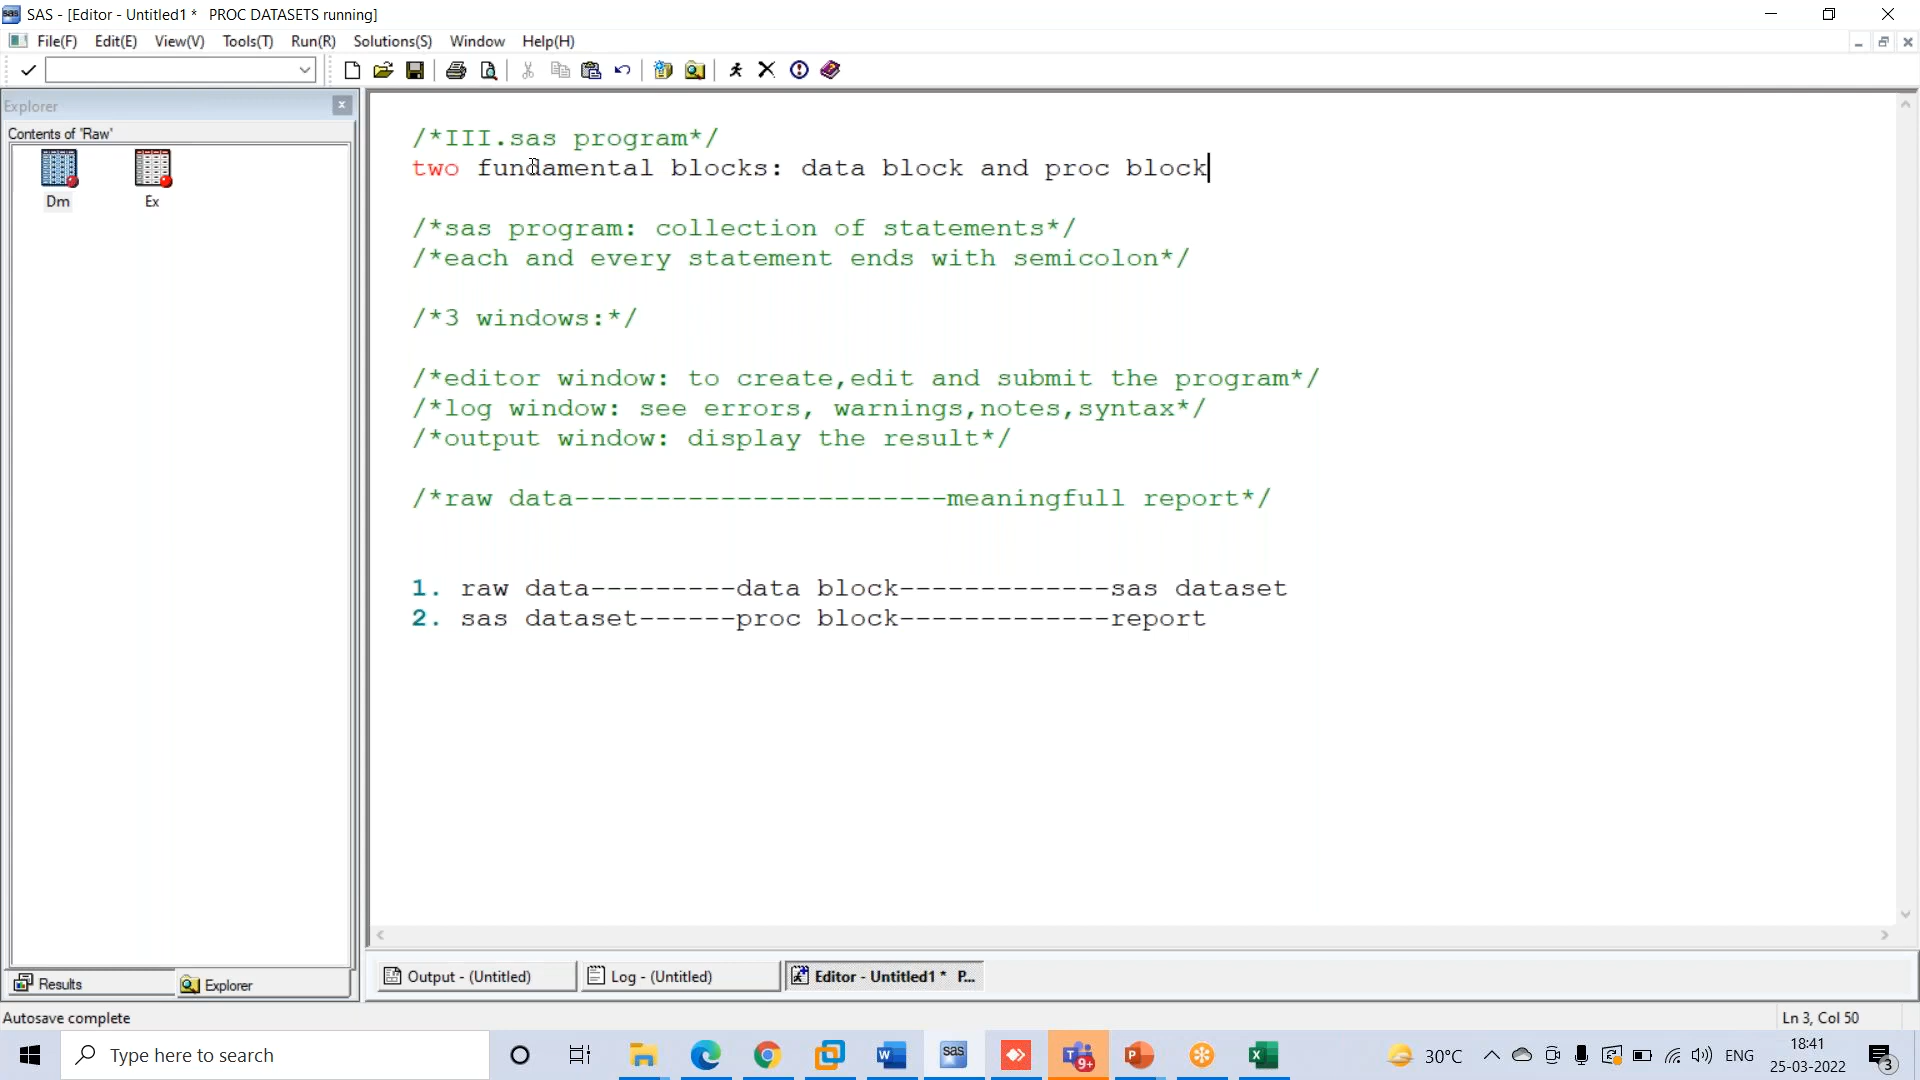 SAS - [Editor - Untitled1 * PROC DATASETS running]
File(F) Edit(E) View(V) Tools(T) Run(R) Solutions(S) Window Help(H)
Explorer
Contents of 'Raw'
Dm Ex
/*III.sas program*/
two fundamental blocks: data block and proc block
/*sas program: collection of statements*/
/*each and every statement ends with semicolon*/
/*3 windows:*/
/*editor window: to create,edit and submit the program*/
/*log window: see errors, warnings,notes,syntax*/
/*output window: display the result*/
/*raw data-----------------------meaningfull report*/
1. raw data---------data block-------------sas dataset
2. sas dataset------proc block-------------report
Results Explorer
Output - (Untitled) Log - (Untitled) Editor - Untitled1 * P...
Autosave complete
Ln 3, Col 50
Type here to search
sas
9+
30°C
ENG
18:41
25-03-2022
3